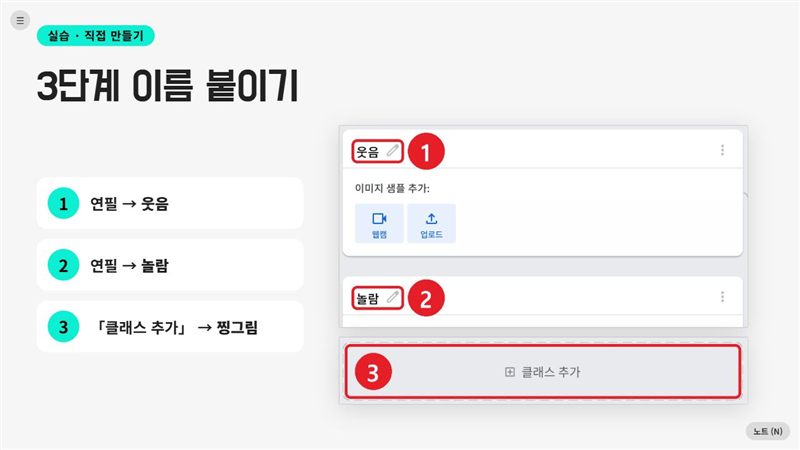 실습 · 직접 만들기
3단계 이름 붙이기
1 연필 → 웃음
2 연필 → 놀람
3 「클래스 추가」 → 찡그림
웃음 1
이미지 샘플 추가:
웹캠 업로드
놀람 2
3 클래스 추가
노트 (N)